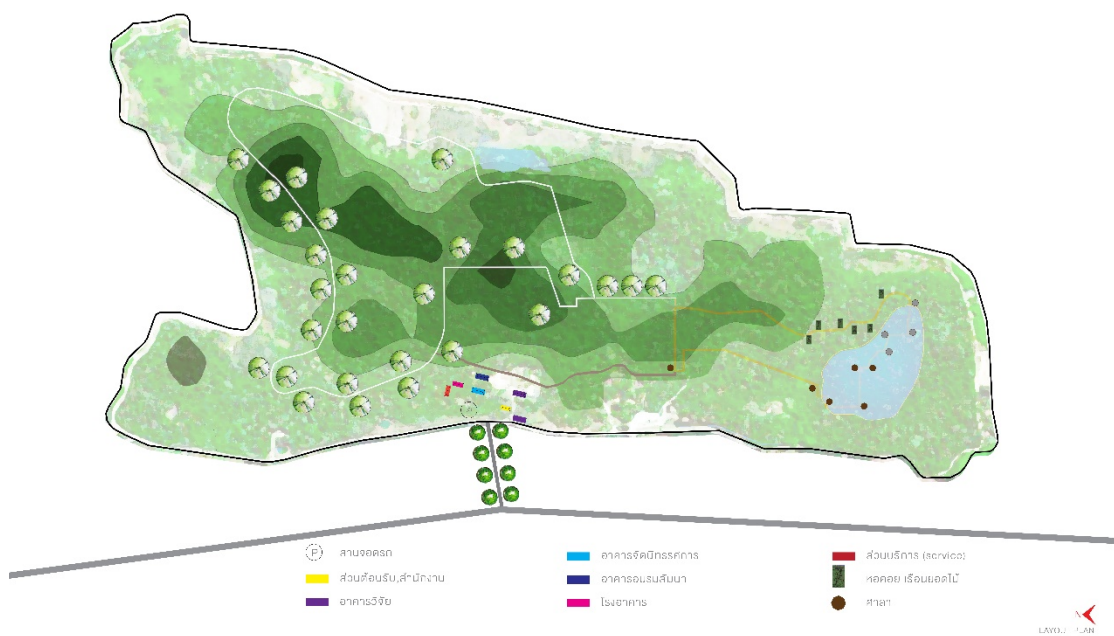 P
ลานจอดรถ
ส่วนต้อนรับ,สำนักงาน
อาคารวิจัย
อาคารจัดนิทรรศการ
อาคารอบรมสัมนา
โรงอาคาร
ส่วนบริการ (service)
หอคอย เรือนยอดไม้
ศาลา
LAYOUT PLAN